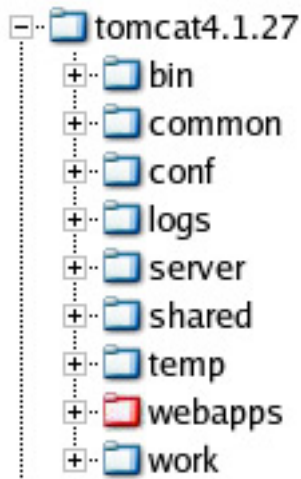 tomcat4.1.27
bin
common
conf
logs
server
shared
temp
webapps
work